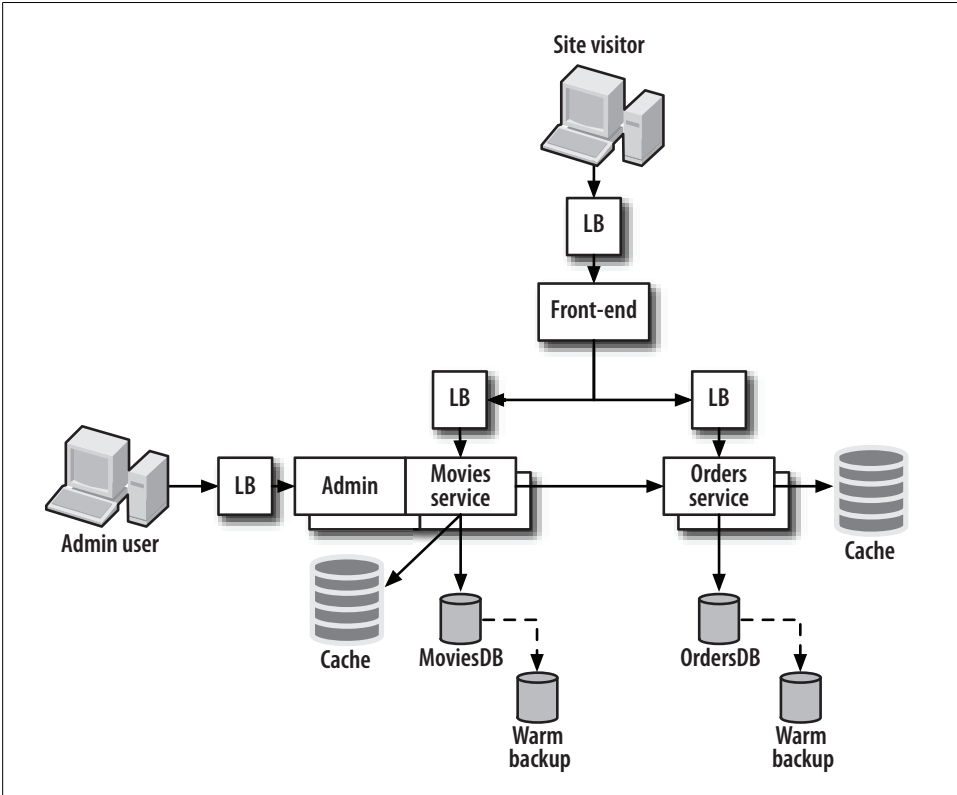 Site visitor
LB
Front-end
LB
LB
LB
Admin
Movies
service
Orders
service
Admin user
Cache
Cache
MoviesDB
OrdersDB
Warm
backup
Warm
backup